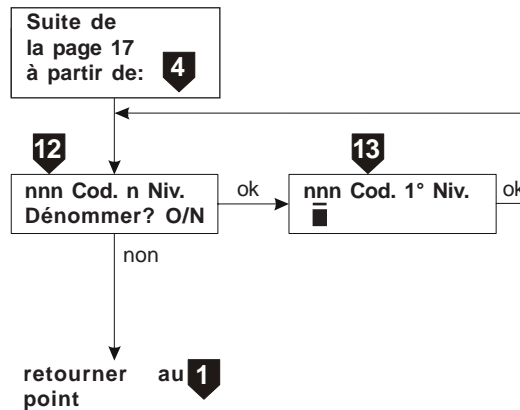 Suite de
la page 17
à partir de: 4
12
13
nnn Cod. n Niv.
Dénommer? O/N
ok
nnn Cod. 1° Niv.
ok
non
retourner au 1
point